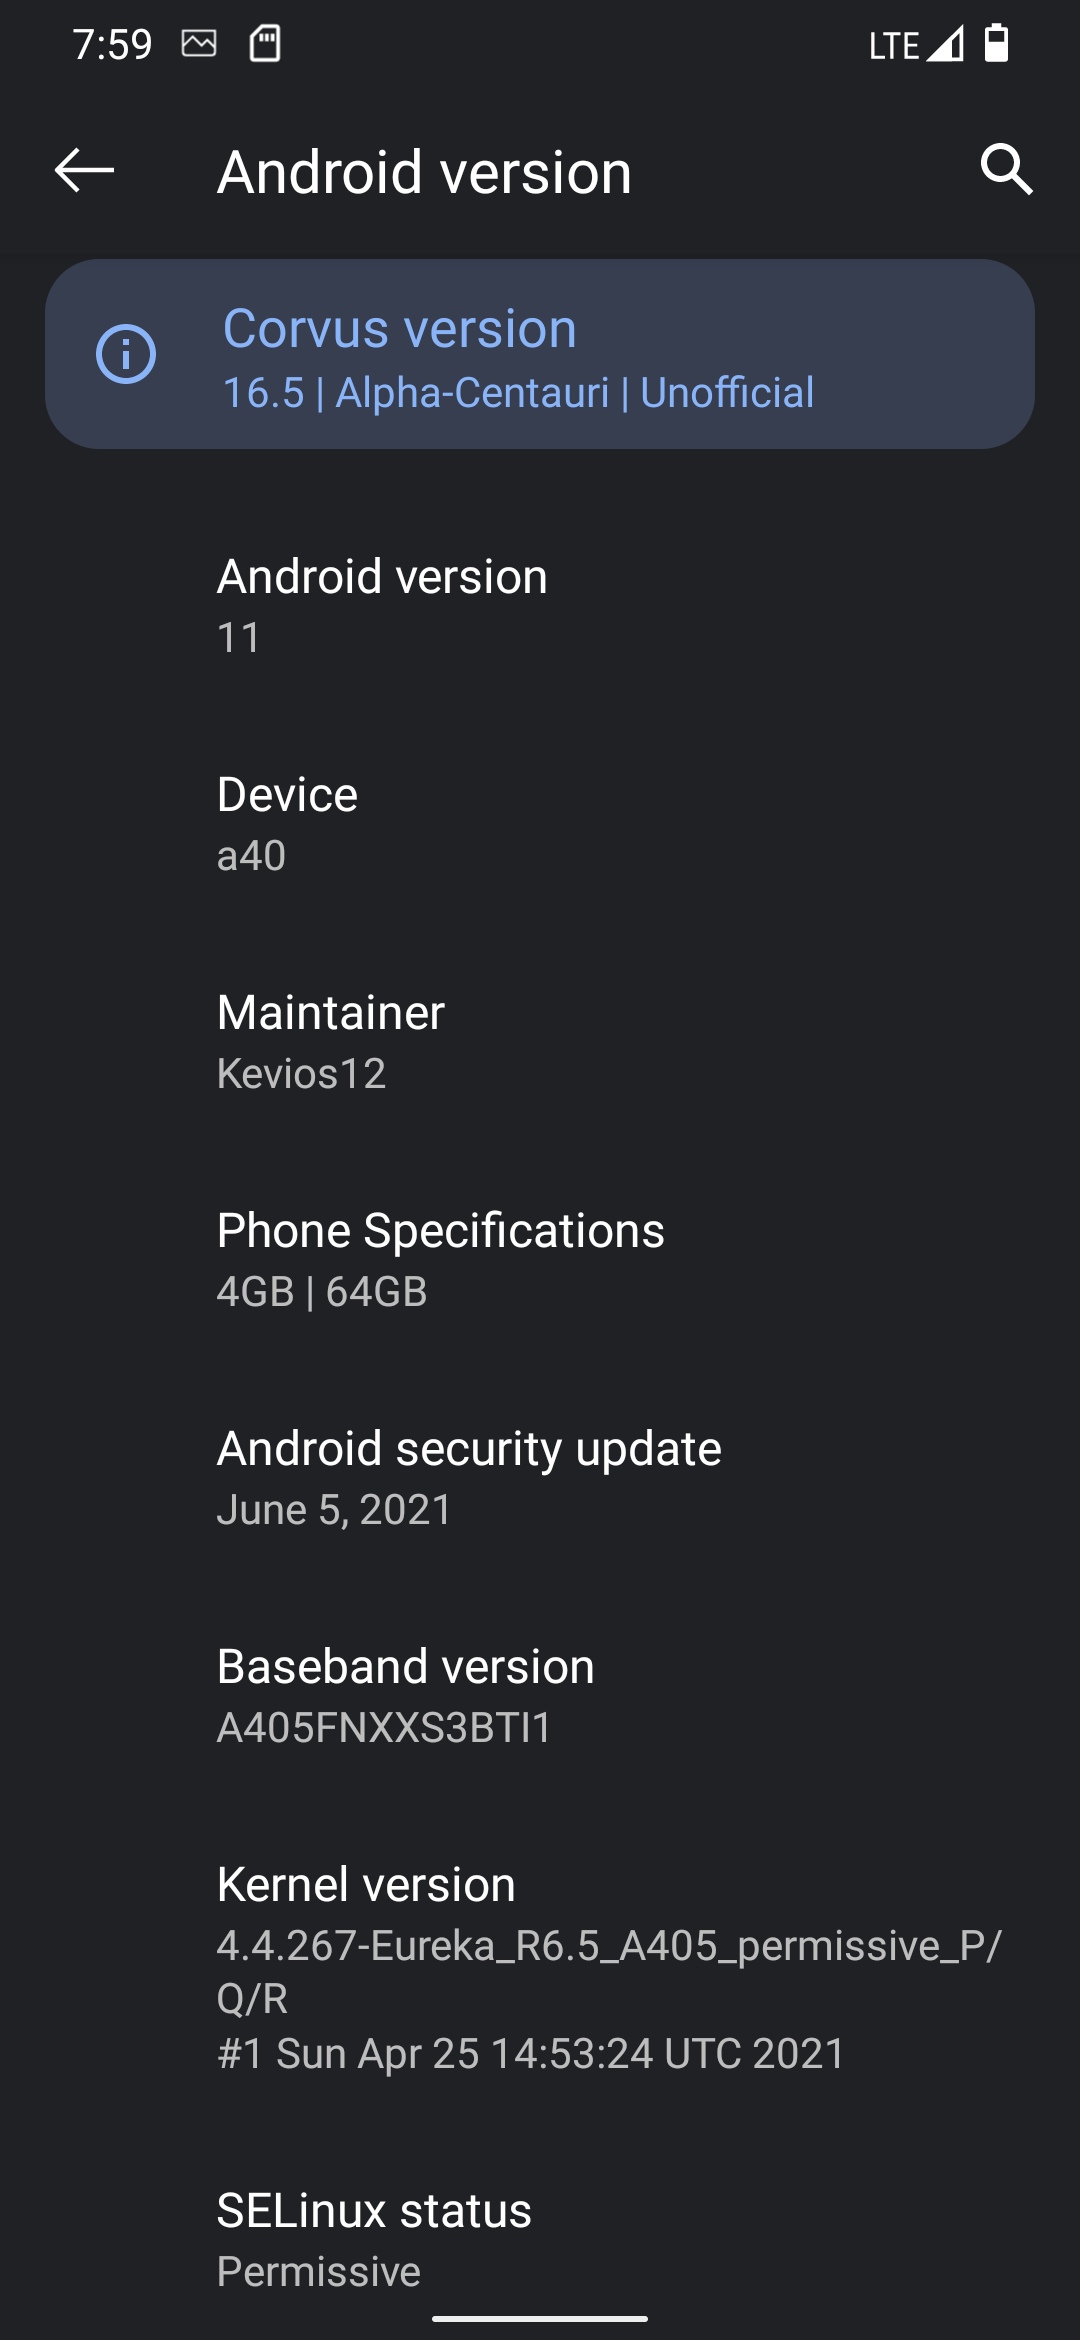 7:59
LTE
Android version
Corvus version
16.5 | Alpha-Centauri | Unofficial
Android version
11
Device
a40
Maintainer
Kevios12
Phone Specifications
4GB | 64GB
Android security update
June 5, 2021
Baseband version
A405FNXXS3BTI1
Kernel version
4.4.267-Eureka_R6.5_A405_permissive_P/
Q/R
#1 Sun Apr 25 14:53:24 UTC 2021
SELinux status
Permissive